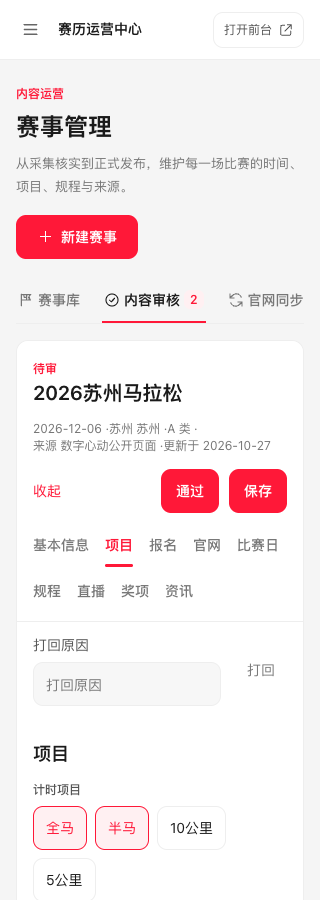 赛历运营中心
打开前台
内容运营
赛事管理
从采集核实到正式发布，维护每一场比赛的时间、
项目、规程与来源。
新建赛事
赛事库 内容审核 2 官网同步
待审
2026苏州马拉松
2026-12-06 ·苏州 苏州 ·A 类 ·
来源 数字心动公开页面 ·更新于 2026-10-27
收起 通过 保存
基本信息 项目 报名 官网 比赛日
规程 直播 奖项 资讯
打回原因
打回原因 打回
项目
计时项目
全马 半马 10公里
5公里